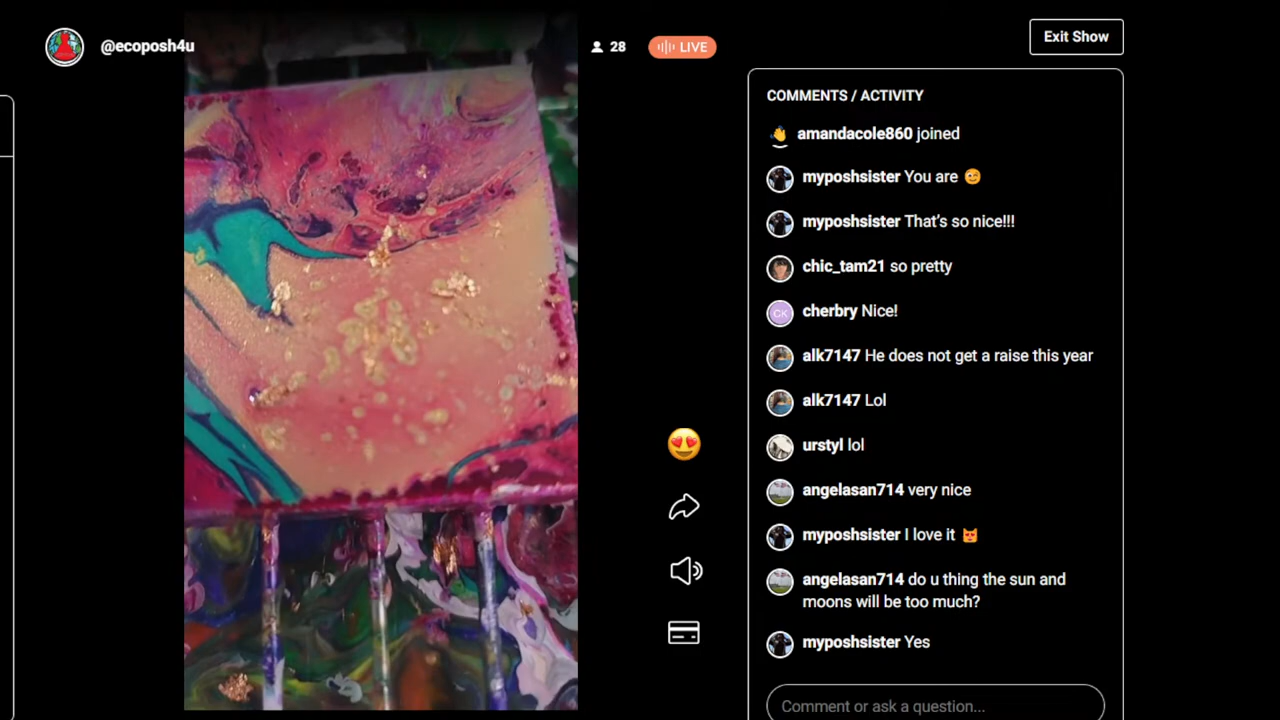 @ecoposh4u
28
LIVE
Exit Show
COMMENTS / ACTIVITY
amandacole860 joined
myposhsister You are
myposhsister That's so nice!!!
chic_tam21 so pretty
CK
cherbry Nice!
alk7147 He does not get a raise this year
alk7147 Lol
urstyl lol
angelasan714 very nice
myposhsister I love it
angelasan714 do u thing the sun and
moons will be too much?
myposhsister Yes
Comment or ask a question...